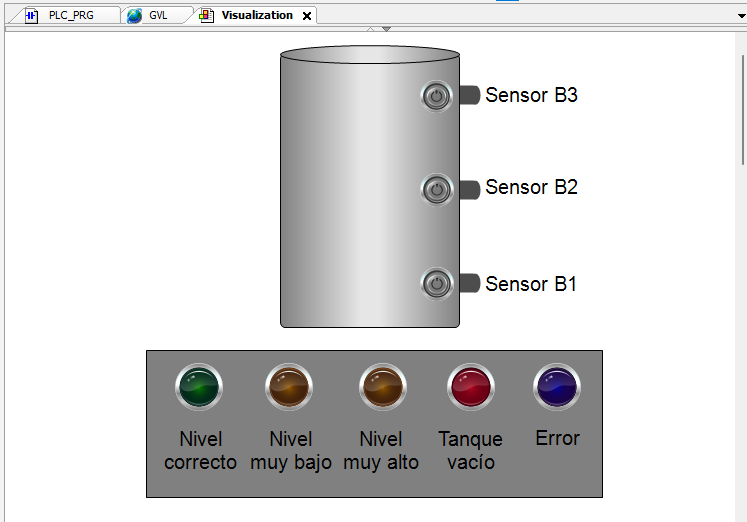 PLC_PRG GVL Visualization
Sensor B3
Sensor B2
Sensor B1
Nivel correcto
Nivel muy bajo
Nivel muy alto
Tanque vacío
Error